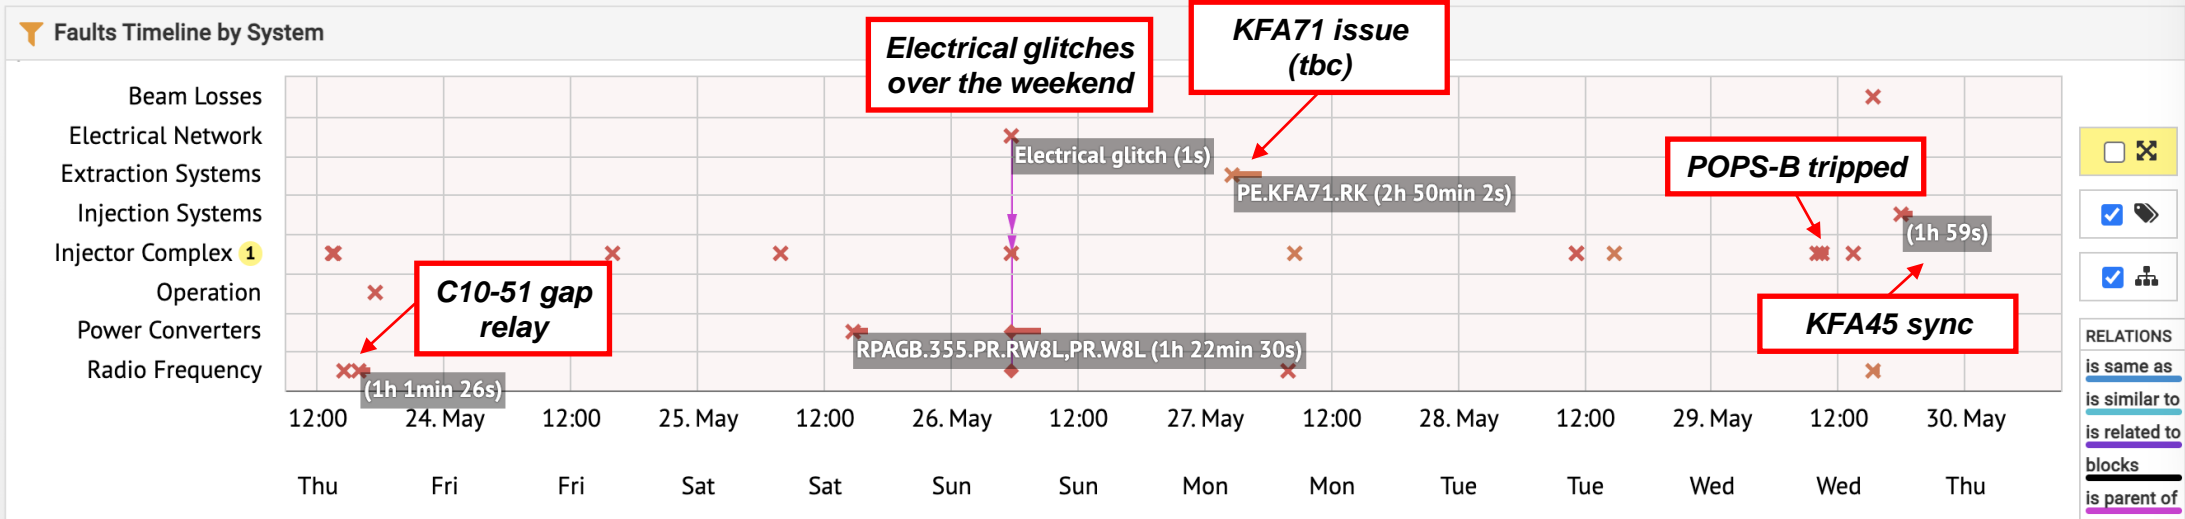 Faults Timeline by System
Electrical glitches
over the weekend
KFA71 issue
(tbc)
Beam Losses
Electrical Network
Electrical glitch (1s)
Extraction Systems
PE.KFA71.RK (2h 50min 2s)
POPS-B tripped
Injection Systems
(1h 59s)
Injector Complex 1
Operation
C10-51 gap
relay
KFA45 sync
Power Converters
RPAGB.355.PR.RW8L,PR.W8L (1h 22min 30s)
Radio Frequency
(1h 1min 26s)
12:00 24. May 12:00 25. May 12:00 26. May 12:00 27. May 12:00 28. May 12:00 29. May 12:00 30. May
Thu Fri Fri Sat Sat Sun Sun Mon Mon Tue Tue Wed Wed Thu
RELATIONS
is same as
is similar to
is related to
blocks
is parent of